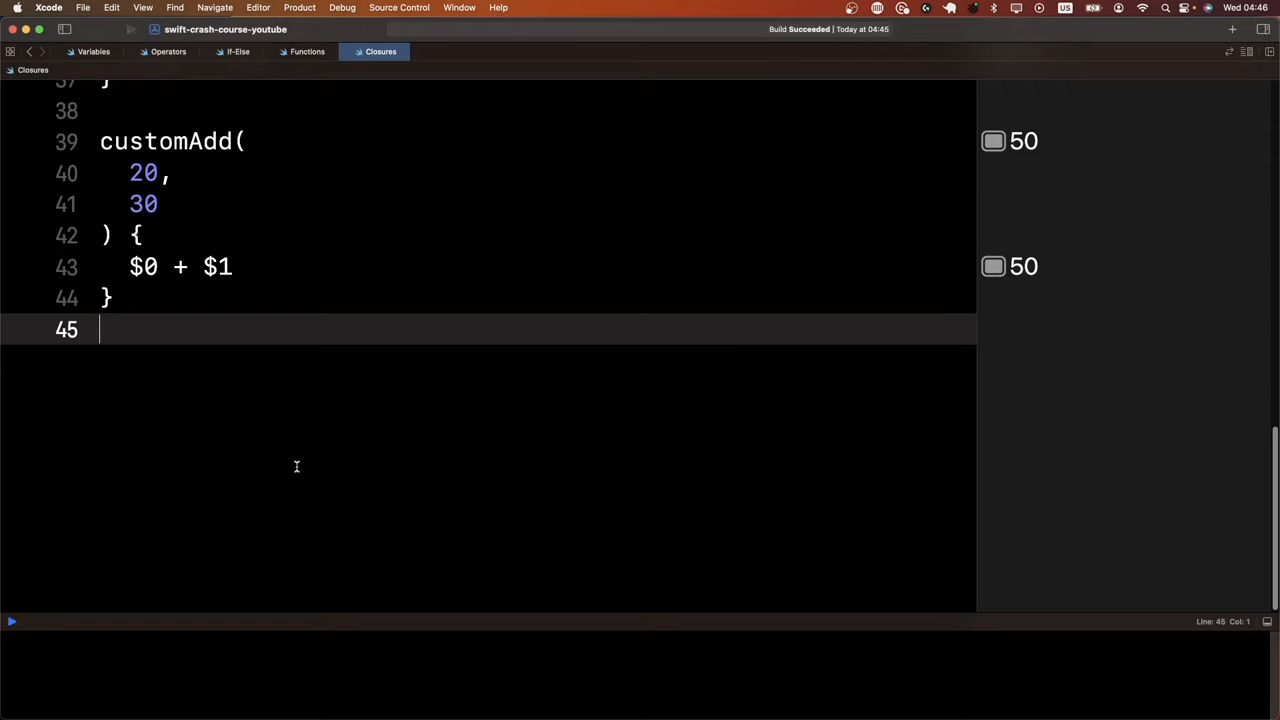 Xcode File Edit View Find Navigate Editor Product Debug Source Control Window Help US Wed 04:46
swift-crash-course-youtube Build Succeeded | Today at 04:45
Variables Operators If-Else Functions Closures
Closures
37 }
38
39 customAdd( 50
40 20,
41 30
42 ) {
43 $0 + $1 50
44 }
45
Line: 45 Col: 1